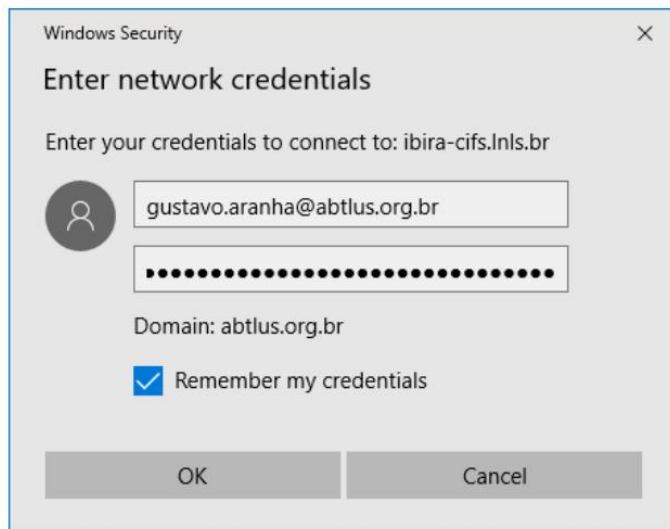 Windows Security
Enter network credentials
Enter your credentials to connect to: ibira-cifs.lnls.br
gustavo.aranha@abtlus.org.br
Domain: abtlus.org.br
Remember my credentials
OK
Cancel